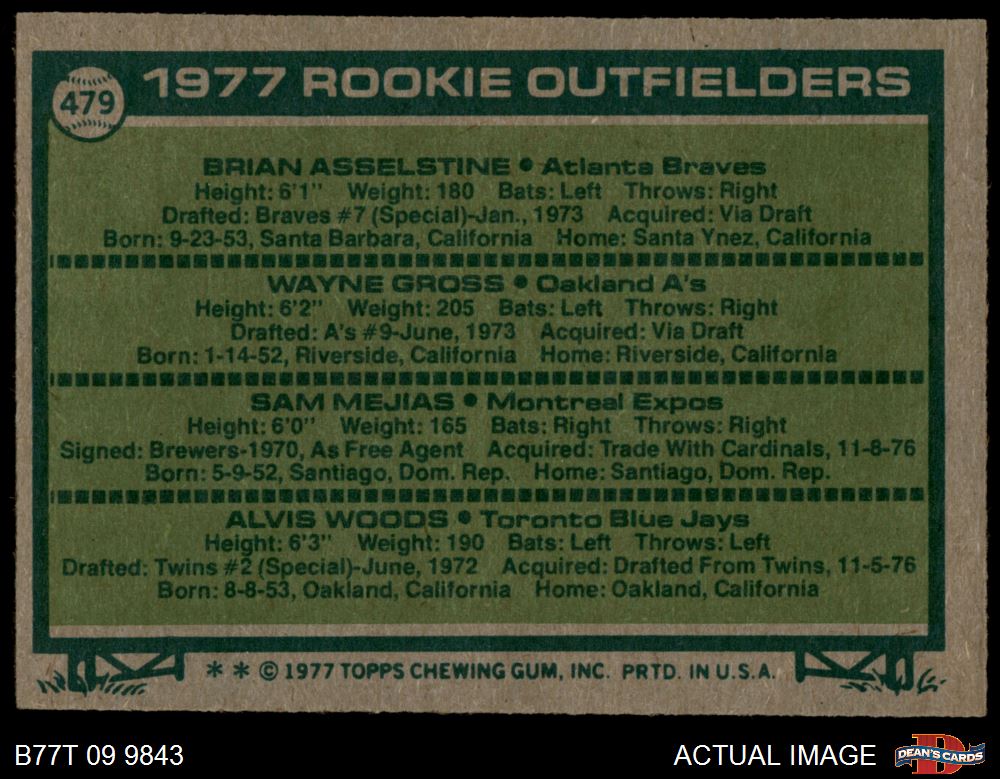 479
1977 ROOKIE OUTFIELDERS
BRIAN ASSELSTINE • Atlanta Braves
Height: 6'1" Weight: 180 Bats: Left Throws: Right
Drafted: Braves #7 (Special)-Jan., 1973 Acquired: Via Draft
Born: 9-23-53, Santa Barbara, California Home: Santa Ynez, California
WAYNE GROSS • Oakland A's
Height: 6'2" Weight: 205 Bats: Left Throws: Right
Drafted: A's #9-June, 1973 Acquired: Via Draft
Born: 1-14-52, Riverside, California Home: Riverside, California
SAM MEJIAS • Montreal Expos
Height: 6'0" Weight: 165 Bats: Right Throws: Right
Signed: Brewers-1970, As Free Agent Acquired: Trade With Cardinals, 11-8-76
Born: 5-9-52, Santiago, Dom. Rep. Home: Santiago, Dom. Rep.
ALVIS WOODS • Toronto Blue Jays
Height: 6'3" Weight: 190 Bats: Left Throws: Left
Drafted: Twins #2 (Special)-June, 1972 Acquired: Drafted From Twins, 11-5-76
Born: 8-8-53, Oakland, California Home: Oakland, California
* * © 1977 TOPPS CHEWING GUM, INC. PRTD. IN U.S.A.
B77T 09 9843
ACTUAL IMAGE
D
DEAN'S CARDS